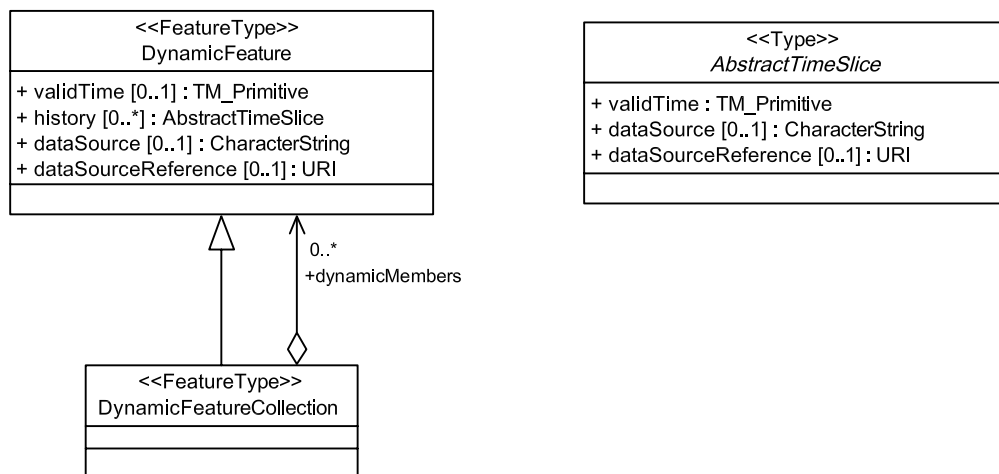 <<FeatureType>>
DynamicFeature
+ validTime [0..1] : TM_Primitive
+ history [0..*] : AbstractTimeSlice
+ dataSource [0..1] : CharacterString
+ dataSourceReference [0..1] : URI
<<Type>>
AbstractTimeSlice
+ validTime : TM_Primitive
+ dataSource [0..1] : CharacterString
+ dataSourceReference [0..1] : URI
0..*
+dynamicMembers
<<FeatureType>>
DynamicFeatureCollection